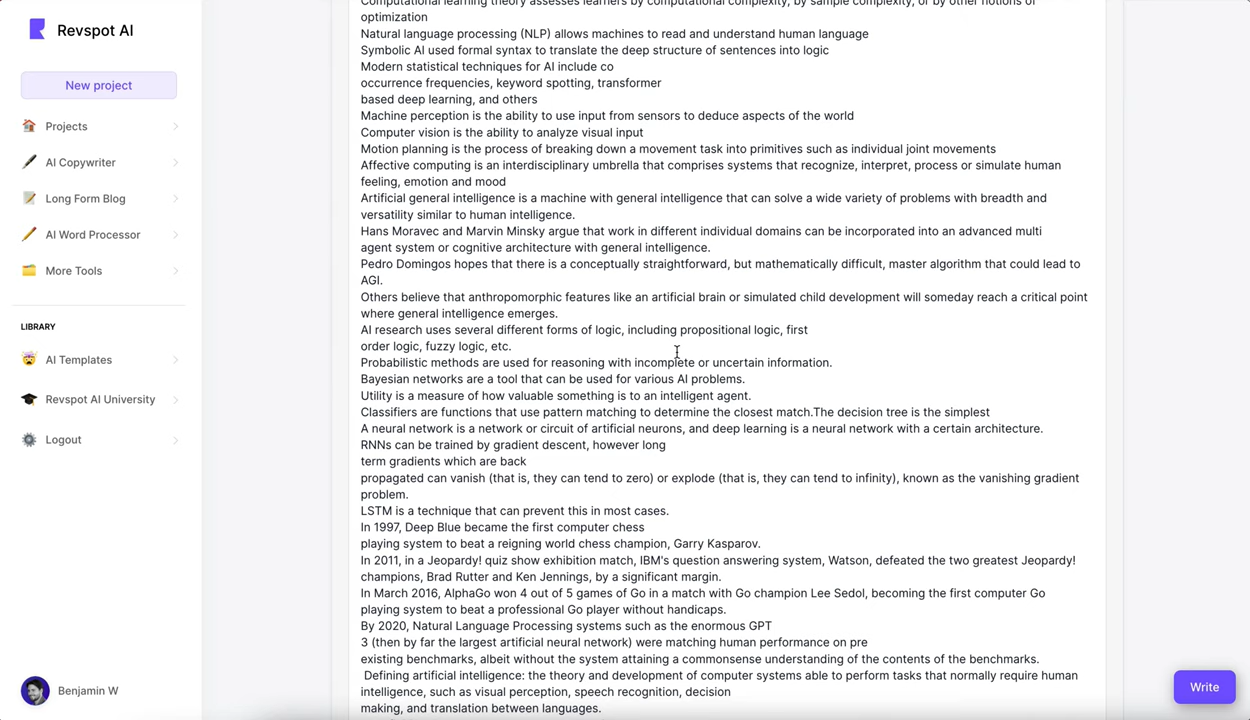 Revspot AI
New project
Projects
AI Copywriter
Long Form Blog
AI Word Processor
More Tools
LIBRARY
AI Templates
Revspot AI University
Logout
Benjamin W
Computational learning theory assesses learners by computational complexity, by sample complexity, or by other notions of
optimization
Natural language processing (NLP) allows machines to read and understand human language
Symbolic AI used formal syntax to translate the deep structure of sentences into logic
Modern statistical techniques for AI include co
occurrence frequencies, keyword spotting, transformer
based deep learning, and others
Machine perception is the ability to use input from sensors to deduce aspects of the world
Computer vision is the ability to analyze visual input
Motion planning is the process of breaking down a movement task into primitives such as individual joint movements
Affective computing is an interdisciplinary umbrella that comprises systems that recognize, interpret, process or simulate human
feeling, emotion and mood
Artificial general intelligence is a machine with general intelligence that can solve a wide variety of problems with breadth and
versatility similar to human intelligence.
Hans Moravec and Marvin Minsky argue that work in different individual domains can be incorporated into an advanced multi
agent system or cognitive architecture with general intelligence.
Pedro Domingos hopes that there is a conceptually straightforward, but mathematically difficult, master algorithm that could lead to
AGI.
Others believe that anthropomorphic features like an artificial brain or simulated child development will someday reach a critical point
where general intelligence emerges.
AI research uses several different forms of logic, including propositional logic, first
order logic, fuzzy logic, etc.
Probabilistic methods are used for reasoning with incomplete or uncertain information.
Bayesian networks are a tool that can be used for various AI problems.
Utility is a measure of how valuable something is to an intelligent agent.
Classifiers are functions that use pattern matching to determine the closest match.The decision tree is the simplest
A neural network is a network or circuit of artificial neurons, and deep learning is a neural network with a certain architecture.
RNNs can be trained by gradient descent, however long
term gradients which are back
propagated can vanish (that is, they can tend to zero) or explode (that is, they can tend to infinity), known as the vanishing gradient
problem.
LSTM is a technique that can prevent this in most cases.
In 1997, Deep Blue became the first computer chess
playing system to beat a reigning world chess champion, Garry Kasparov.
In 2011, in a Jeopardy! quiz show exhibition match, IBM's question answering system, Watson, defeated the two greatest Jeopardy!
champions, Brad Rutter and Ken Jennings, by a significant margin.
In March 2016, AlphaGo won 4 out of 5 games of Go in a match with Go champion Lee Sedol, becoming the first computer Go
playing system to beat a professional Go player without handicaps.
By 2020, Natural Language Processing systems such as the enormous GPT
3 (then by far the largest artificial neural network) were matching human performance on pre
existing benchmarks, albeit without the system attaining a commonsense understanding of the contents of the benchmarks.
Defining artificial intelligence: the theory and development of computer systems able to perform tasks that normally require human
intelligence, such as visual perception, speech recognition, decision
making, and translation between languages.
Write